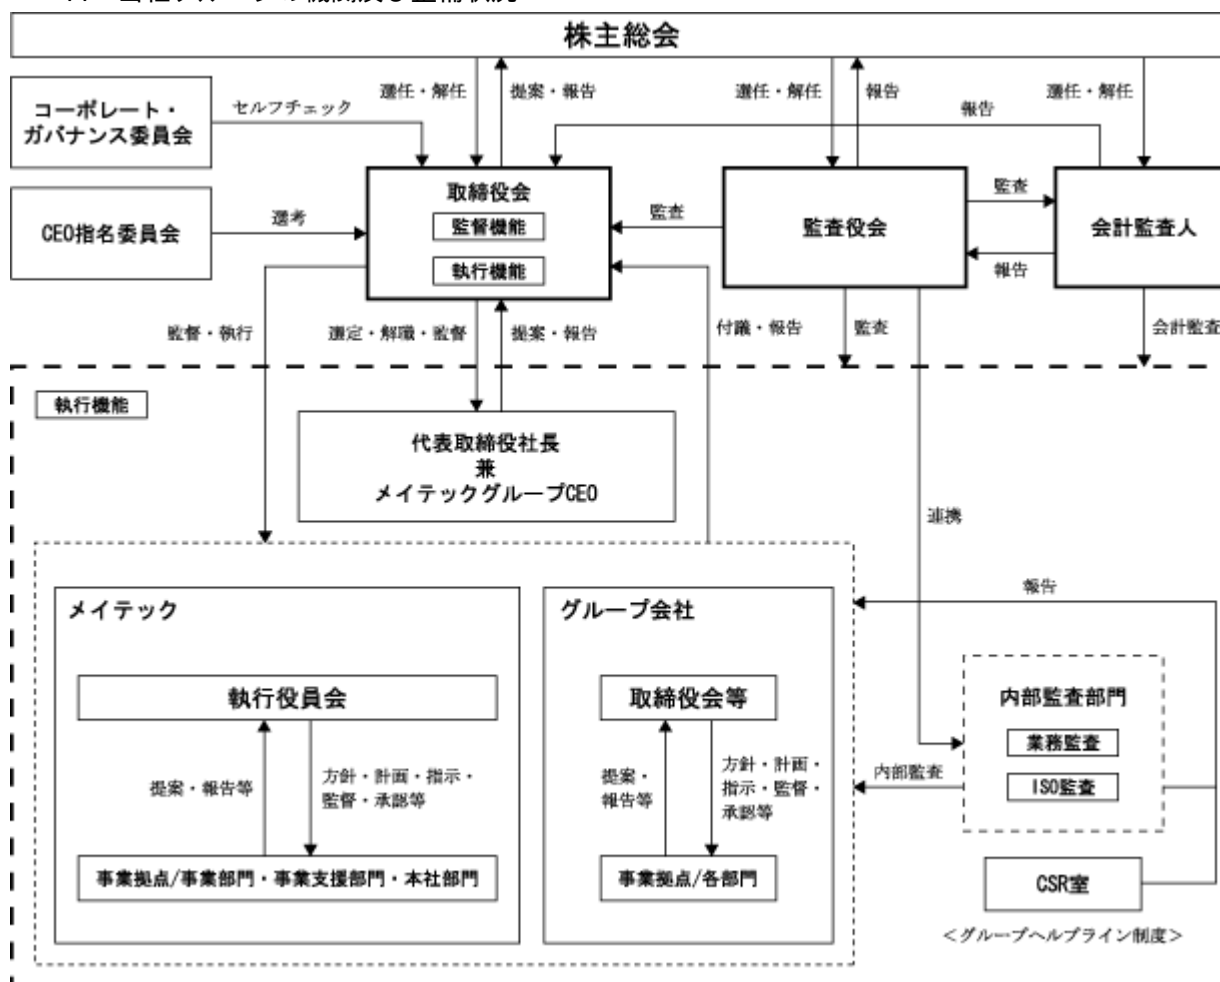 株主総会
コーポレート・
ガバナンス委員会
セルフチェック
選任・解任
提案・報告
選任・解任
報告
報告
選任・解任
CEO指名委員会
選考
取締役会
監督機能
執行機能
監査
監査役会
監査
報告
会計監査人
監督・執行
選定・解職・監督
提案・報告
付議・報告
監査
会計監査
執行機能
代表取締役社長
兼
メイテックグループCEO
連携
報告
メイテック
執行役員会
提案・報告等
方針・計画・指示・
監督・承認等
事業拠点/事業部門・事業支援部門・本社部門
グループ会社
取締役会等
提案・
報告等
方針・計画・
指示・監督・
承認等
事業拠点/各部門
内部監査
内部監査部門
業務監査
ISO監査
CSR室
＜グループヘルプライン制度＞